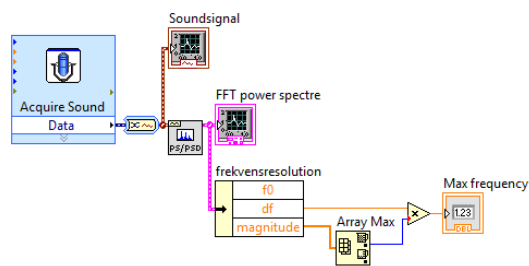 Soundsignal
Acquire Sound
Data
FFT power spectre
PS/PSD
frekvensresolution
f0
df
magnitude
Array Max
Max frequency
1.23
DBL